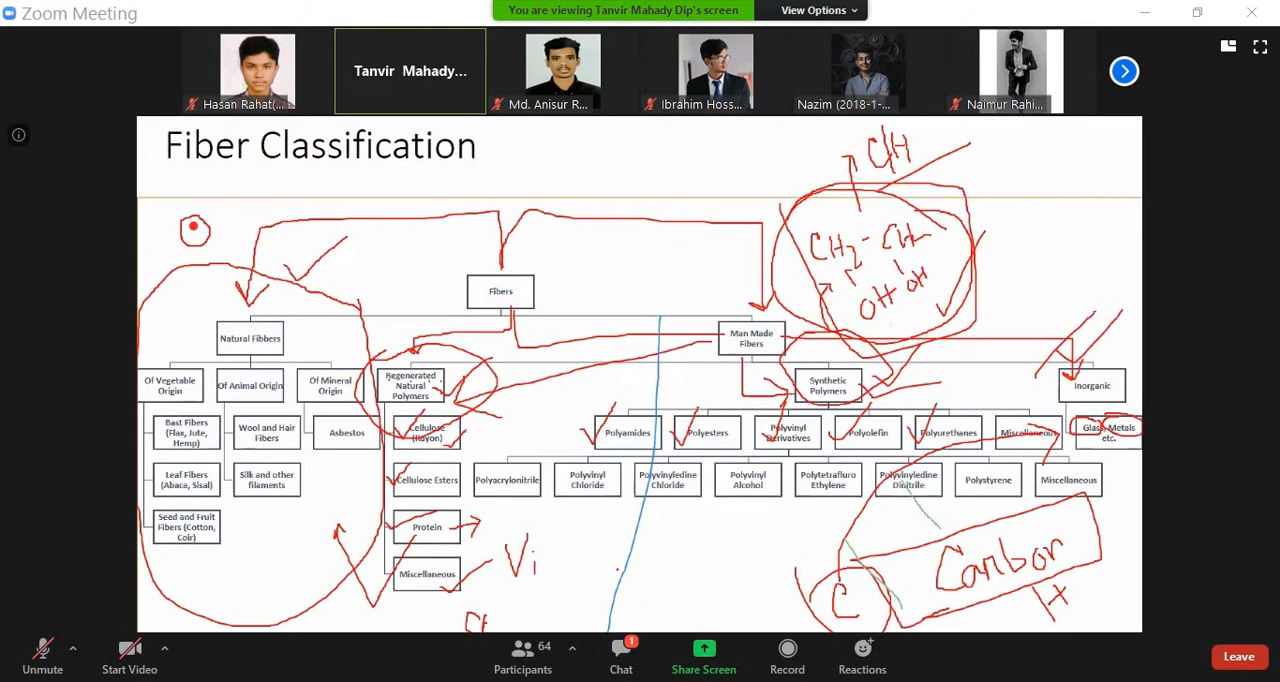 Zoom Meeting
You are viewing Tanvir Mahady Dip's screen
View Options
Tanvir Mahady...
Hasan Rahat(...
Md. Anisur R...
Ibrahim Hoss...
Nazim (2018-1-...
Naimur Rahi...
Fiber Classification
C/H
CH2 - CH2
OH OH
Fibers
Natural Fibbers
Man Made
Fibers
Of Vegetable
Origin
Of Animal Origin
Of Mineral
Origin
Regenerated
Natural
Polymers
Synthetic
Polymers
Inorganic
Bast Fibers
(Flax, Jute,
Hemp)
Wool and Hair
Fibers
Asbestos
Cellulose
(Rayon)
Polyamides
Polyesters
Polyvinyl
Derivatives
Polyolefin
Polyurethanes
Miscellaneous
Glass, Metals
etc.
Leaf Fibers
(Abaca, Sisal)
Silk and other
filaments
Cellulose Esters
Polyacrylonitrile
Polyvinyl
Chloride
Polyvinyledine
Chloride
Polyvinyl
Alcohol
Polytetrafluro
Ethylene
Polyvinyledine
Dinitrile
Polystyrene
Miscellaneous
Seed and Fruit
Fibers (Cotton,
Coir)
Protein
Miscellaneous
Vi
Carbon
C
H
Unmute
Start Video
64
Participants
1
Chat
Share Screen
Record
Reactions
Leave